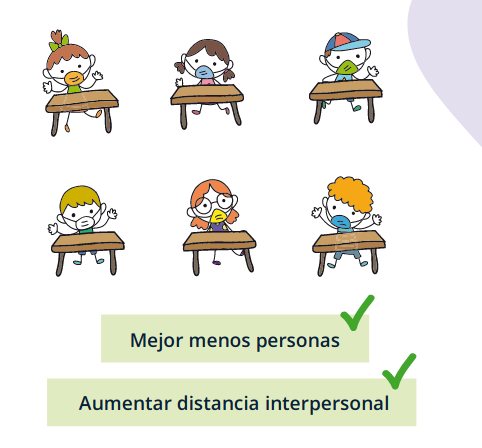 Mejor menos personas
Aumentar distancia interpersonal